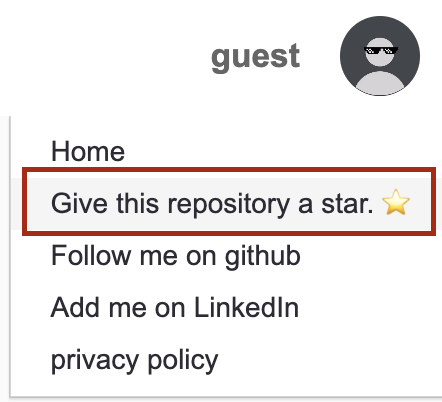 guest
Home
Give this repository a star. ⭐
Follow me on github
Add me on LinkedIn
privacy policy